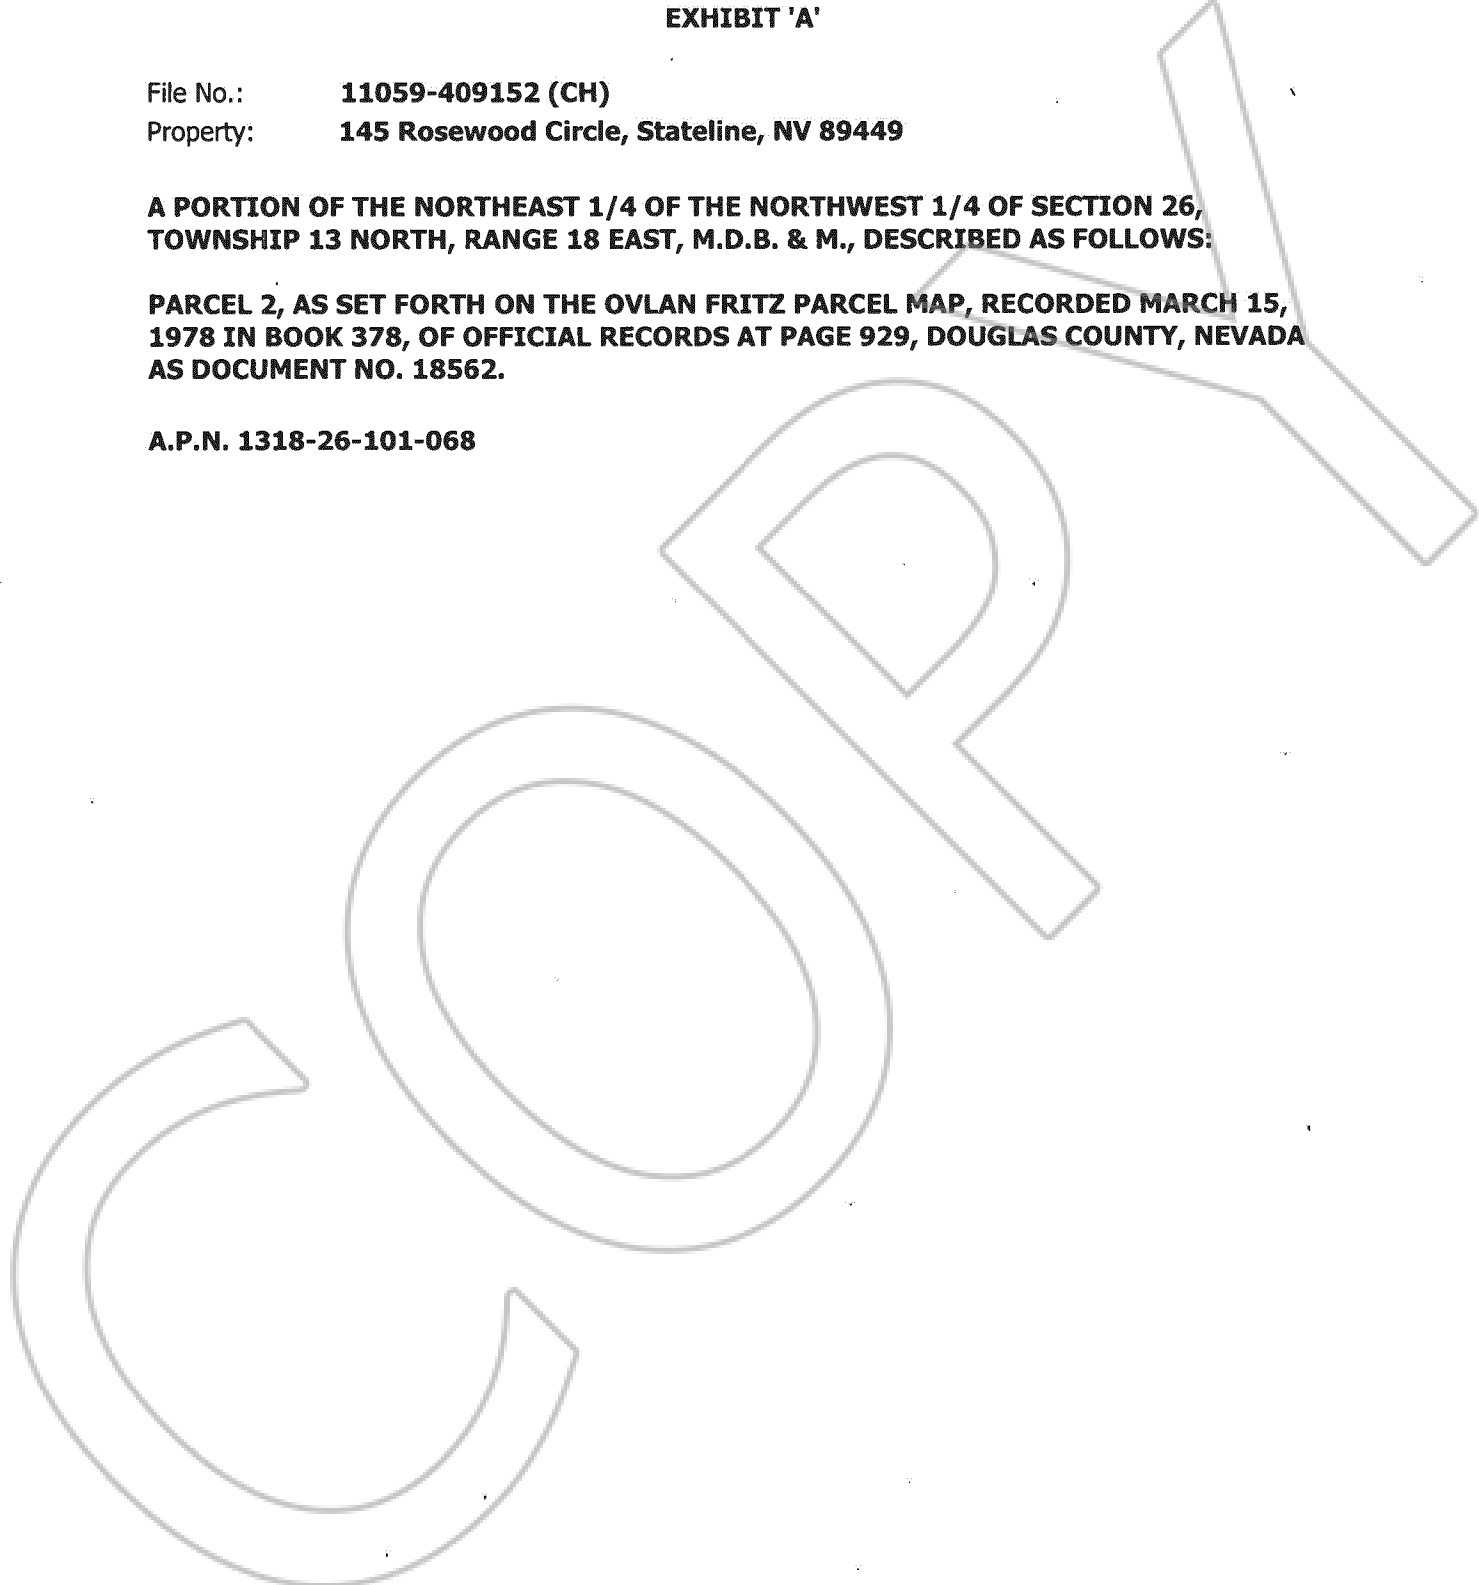 EXHIBIT 'A'
File No.: 11059-409152 (CH)
Property: 145 Rosewood Circle, Stateline, NV 89449
A PORTION OF THE NORTHEAST 1/4 OF THE NORTHWEST 1/4 OF SECTION 26,
TOWNSHIP 13 NORTH, RANGE 18 EAST, M.D.B. & M., DESCRIBED AS FOLLOWS:
PARCEL 2, AS SET FORTH ON THE OVLAN FRITZ PARCEL MAP, RECORDED MARCH 15,
1978 IN BOOK 378, OF OFFICIAL RECORDS AT PAGE 929, DOUGLAS COUNTY, NEVADA
AS DOCUMENT NO. 18562.
A.P.N. 1318-26-101-068
COPY